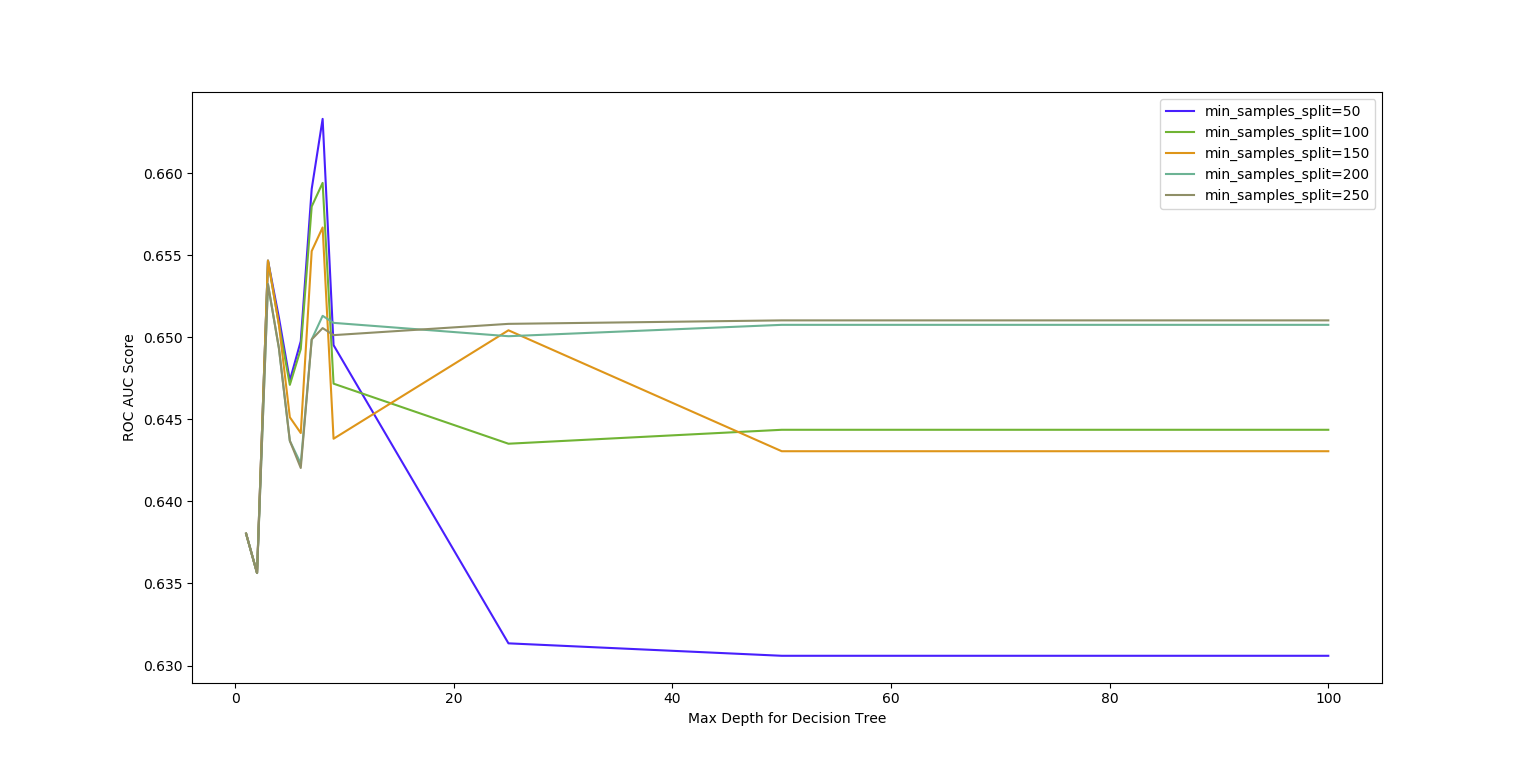 min_samples_split=50
min_samples_split=100
min_samples_split=150
min_samples_split=200
min_samples_split=250
ROC AUC Score
0.660
0.655
0.650
0.645
0.640
0.635
0.630
0 20 40 60 80 100
Max Depth for Decision Tree